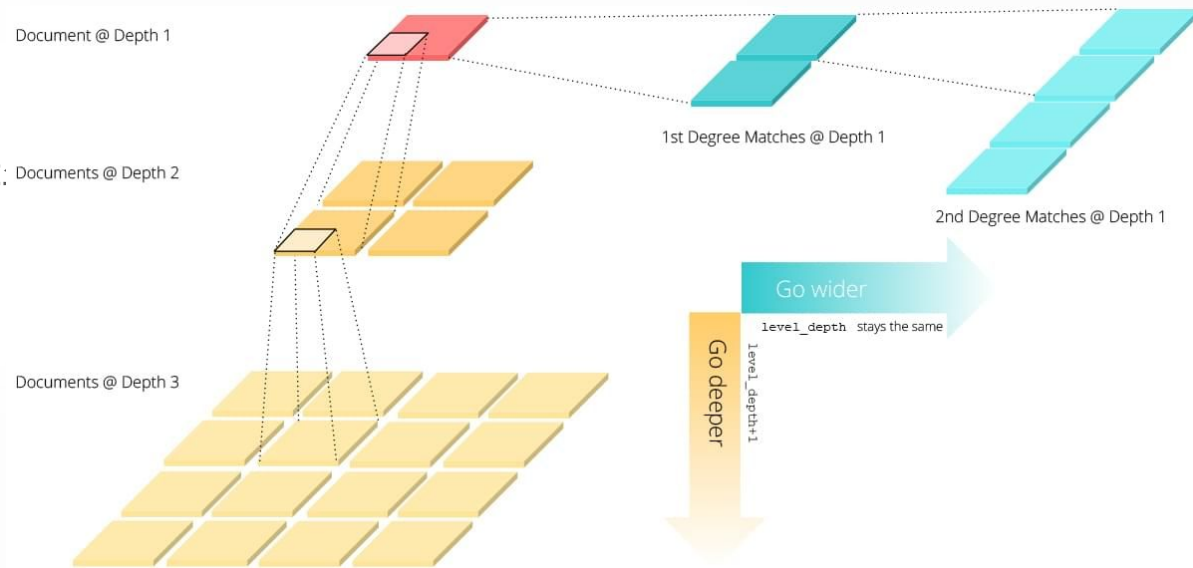 Document @ Depth 1
1st Degree Matches @ Depth 1
:
Documents @ Depth 2
2nd Degree Matches @ Depth 1
Go wider
level_depth stays the same
Go deeper
level_depth+1
Documents @ Depth 3